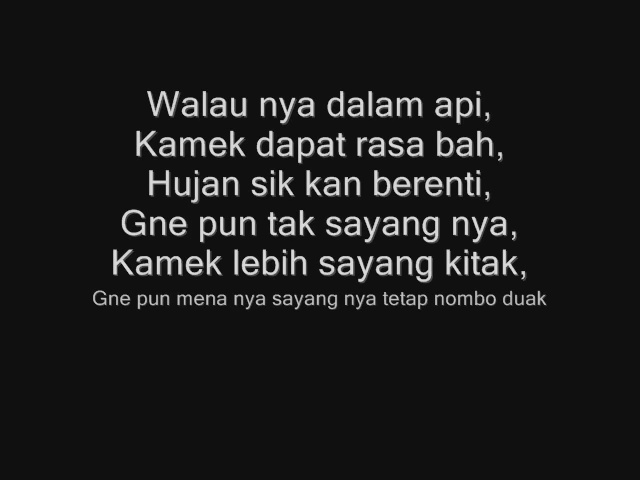 Walau nya dalam api,
Kamek dapat rasa bah,
Hujan sik kan berenti,
Gne pun tak sayang nya,
Kamek lebih sayang kitak,
Gne pun mena nya sayang nya tetap nombo duak